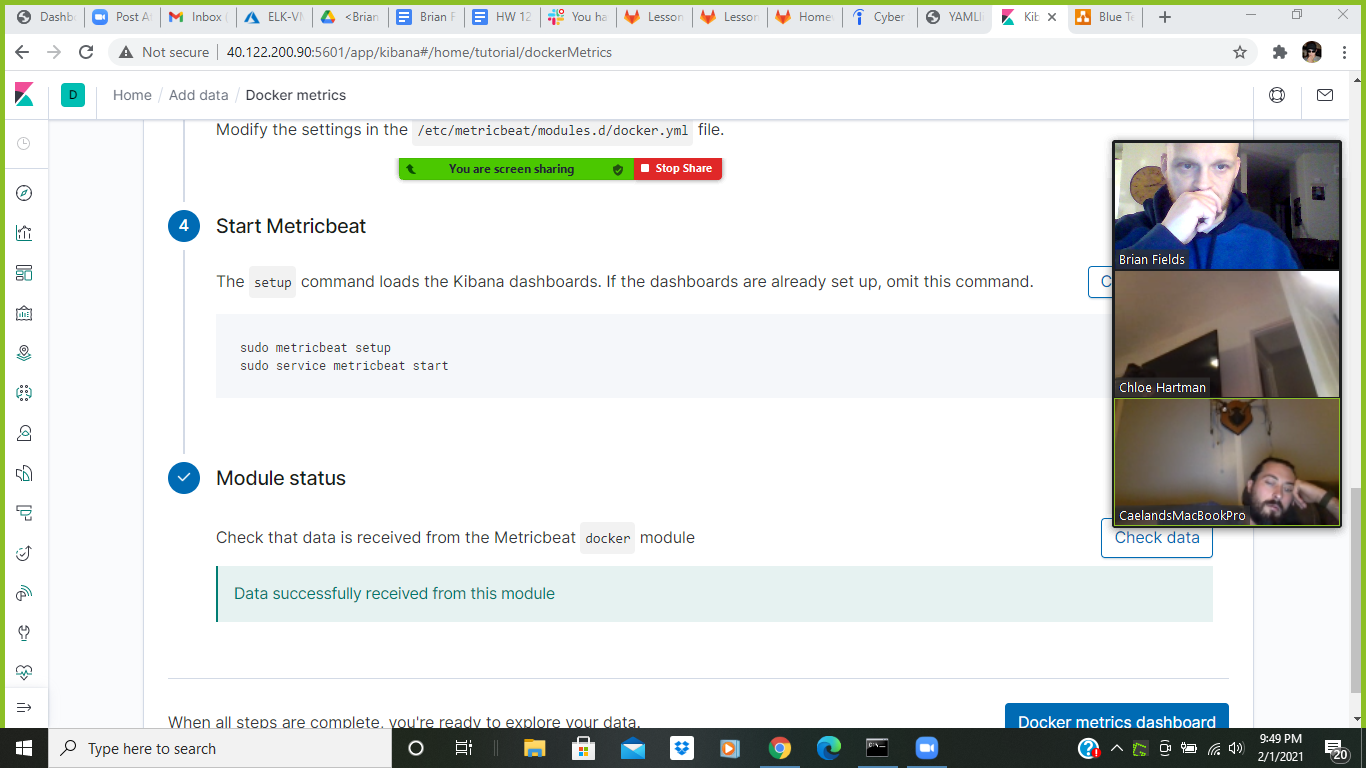 Dashb
Post At
Inbox (
ELK-VM
<Brian
Brian F
HW 12
You ha
Lesson
Lesson
Homew
Cyber
YAMLI
Kib
Blue Te
Not secure
40.122.200.90:5601/app/kibana#/home/tutorial/dockerMetrics
D
Home / Add data / Docker metrics
Modify the settings in the /etc/metricbeat/modules.d/docker.yml file.
You are screen sharing
Stop Share
4
Start Metricbeat
The setup command loads the Kibana dashboards. If the dashboards are already set up, omit this command.
C
sudo metricbeat setup
sudo service metricbeat start
Brian Fields
Chloe Hartman
CaelandsMacBookPro
Module status
Check that data is received from the Metricbeat docker module
Check data
Data successfully received from this module
When all steps are complete, you're ready to explore your data.
Docker metrics dashboard
Type here to search
9:49 PM
2/1/2021
20